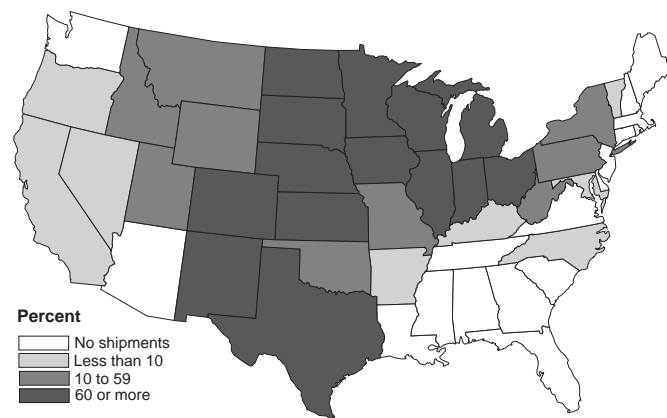 Percent
No shipments
Less than 10
10 to 59
60 or more